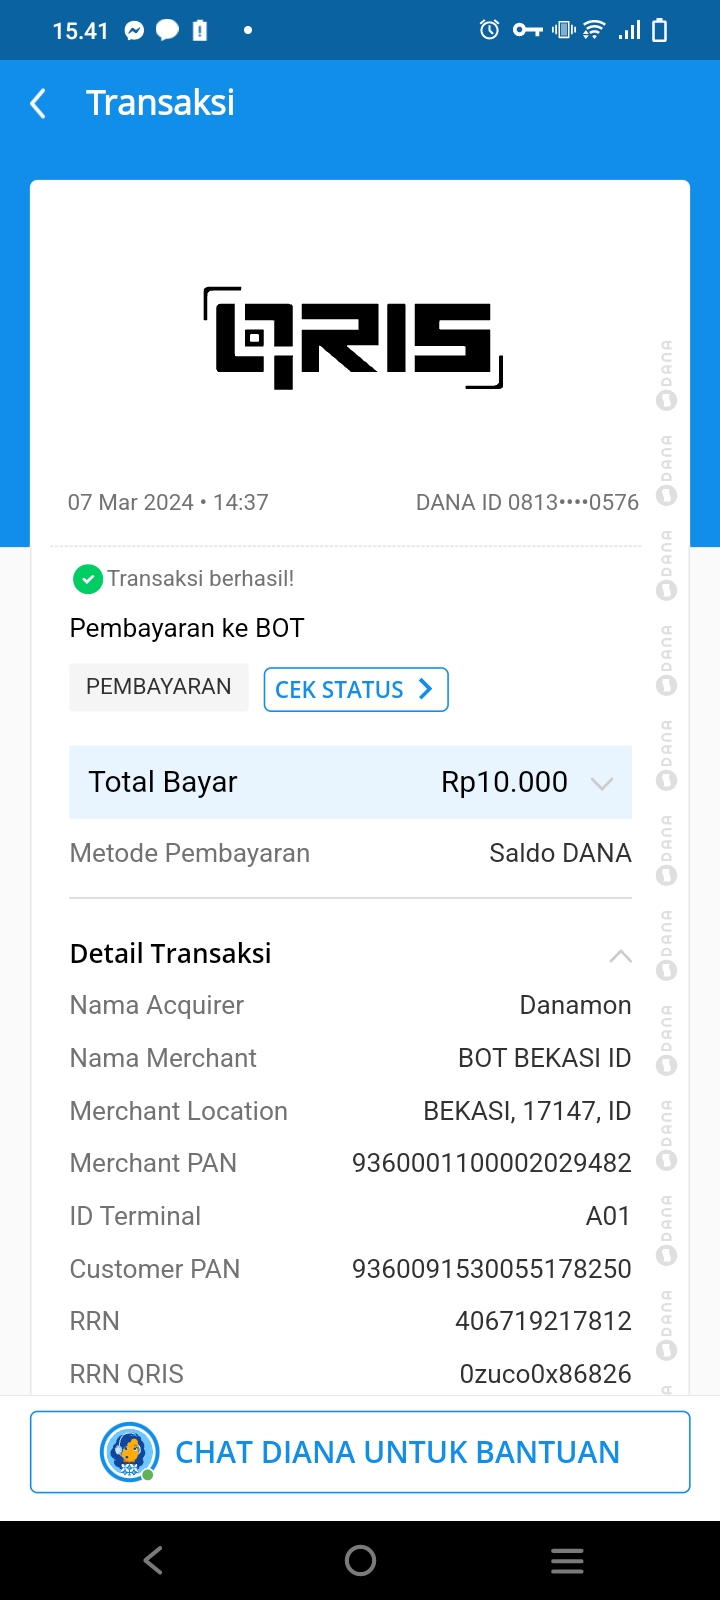 15.41
Transaksi
QRIS
07 Mar 2024 • 14:37 DANA ID 0813••••0576
Transaksi berhasil!
Pembayaran ke BOT
PEMBAYARAN CEK STATUS
Total Bayar Rp10.000
Metode Pembayaran Saldo DANA
Detail Transaksi
Nama Acquirer Danamon
Nama Merchant BOT BEKASI ID
Merchant Location BEKASI, 17147, ID
Merchant PAN 9360001100002029482
ID Terminal A01
Customer PAN 9360091530055178250
RRN 406719217812
RRN QRIS 0zuco0x86826
DANA
DANA
DANA
DANA
DANA
DANA
DANA
DANA
DANA
DANA
DANA
CHAT DIANA UNTUK BANTUAN